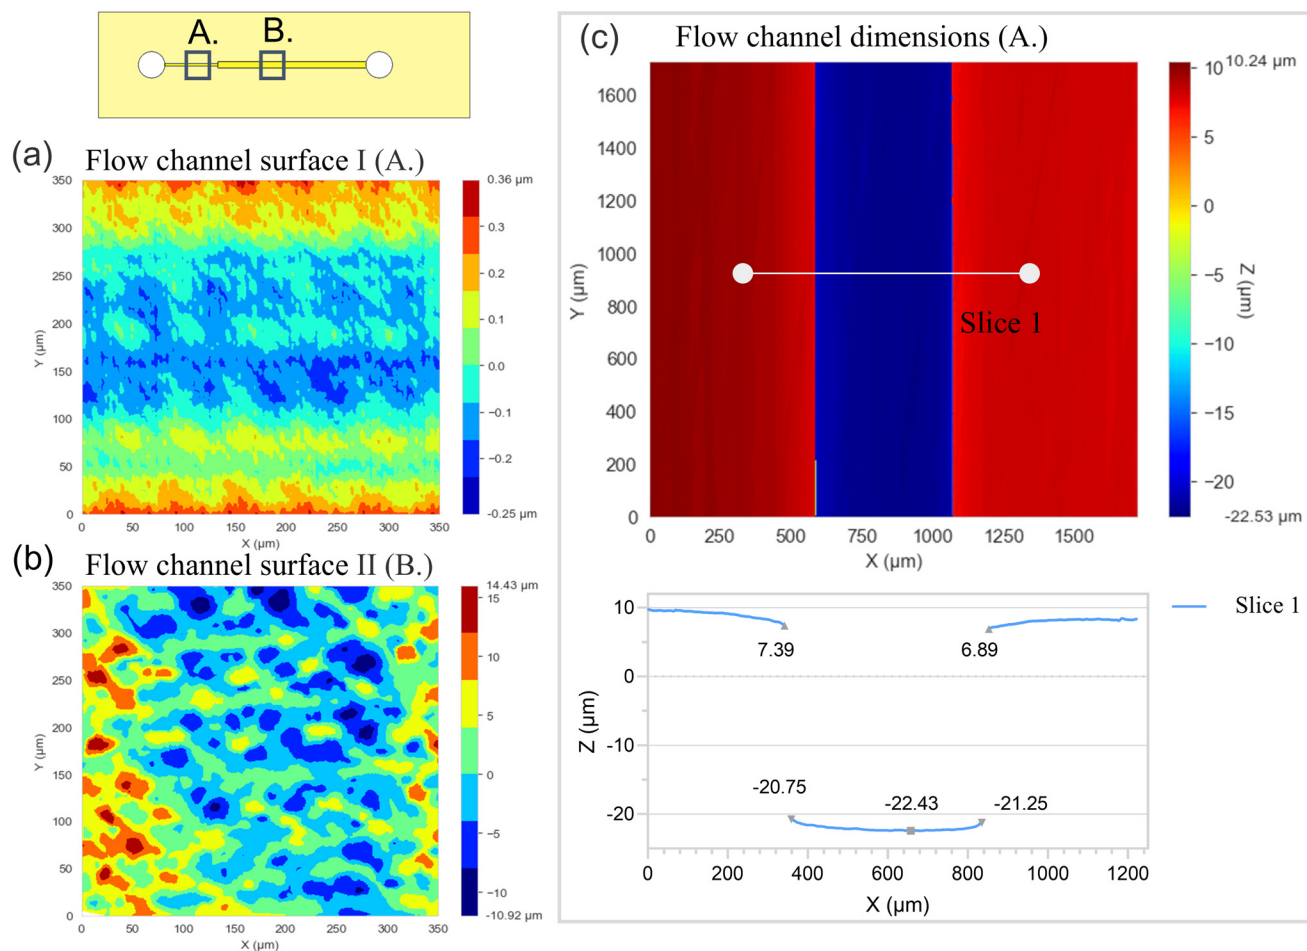 A.
B.
(a)
Flow channel surface I (A.)
350
300
250
200
150
100
50
0
Y (µm)
0 50 100 150 200 250 300 350
X (µm)
0.36 µm
0.3
0.2
0.1
0.0
−0.1
−0.2
-0.25 µm
(b)
Flow channel surface II (B.)
350
300
250
200
150
100
50
0
Y (µm)
0 50 100 150 200 250 300 350
X (µm)
14.43 µm
15
10
5
0
−5
−10
-10.92 µm
(c)
Flow channel dimensions (A.)
1600
1400
1200
1000
800
600
400
200
0
Y (µm)
0 250 500 750 1000 1250 1500
X (µm)
Slice 1
10 10.24 µm
5
0
−5
−10
−15
−20
-22.53 µm
Z (µm)
10
0
-10
-20
Z (µm)
7.39
6.89
-20.75
-22.43
-21.25
0 200 400 600 800 1000 1200
X (µm)
Slice 1